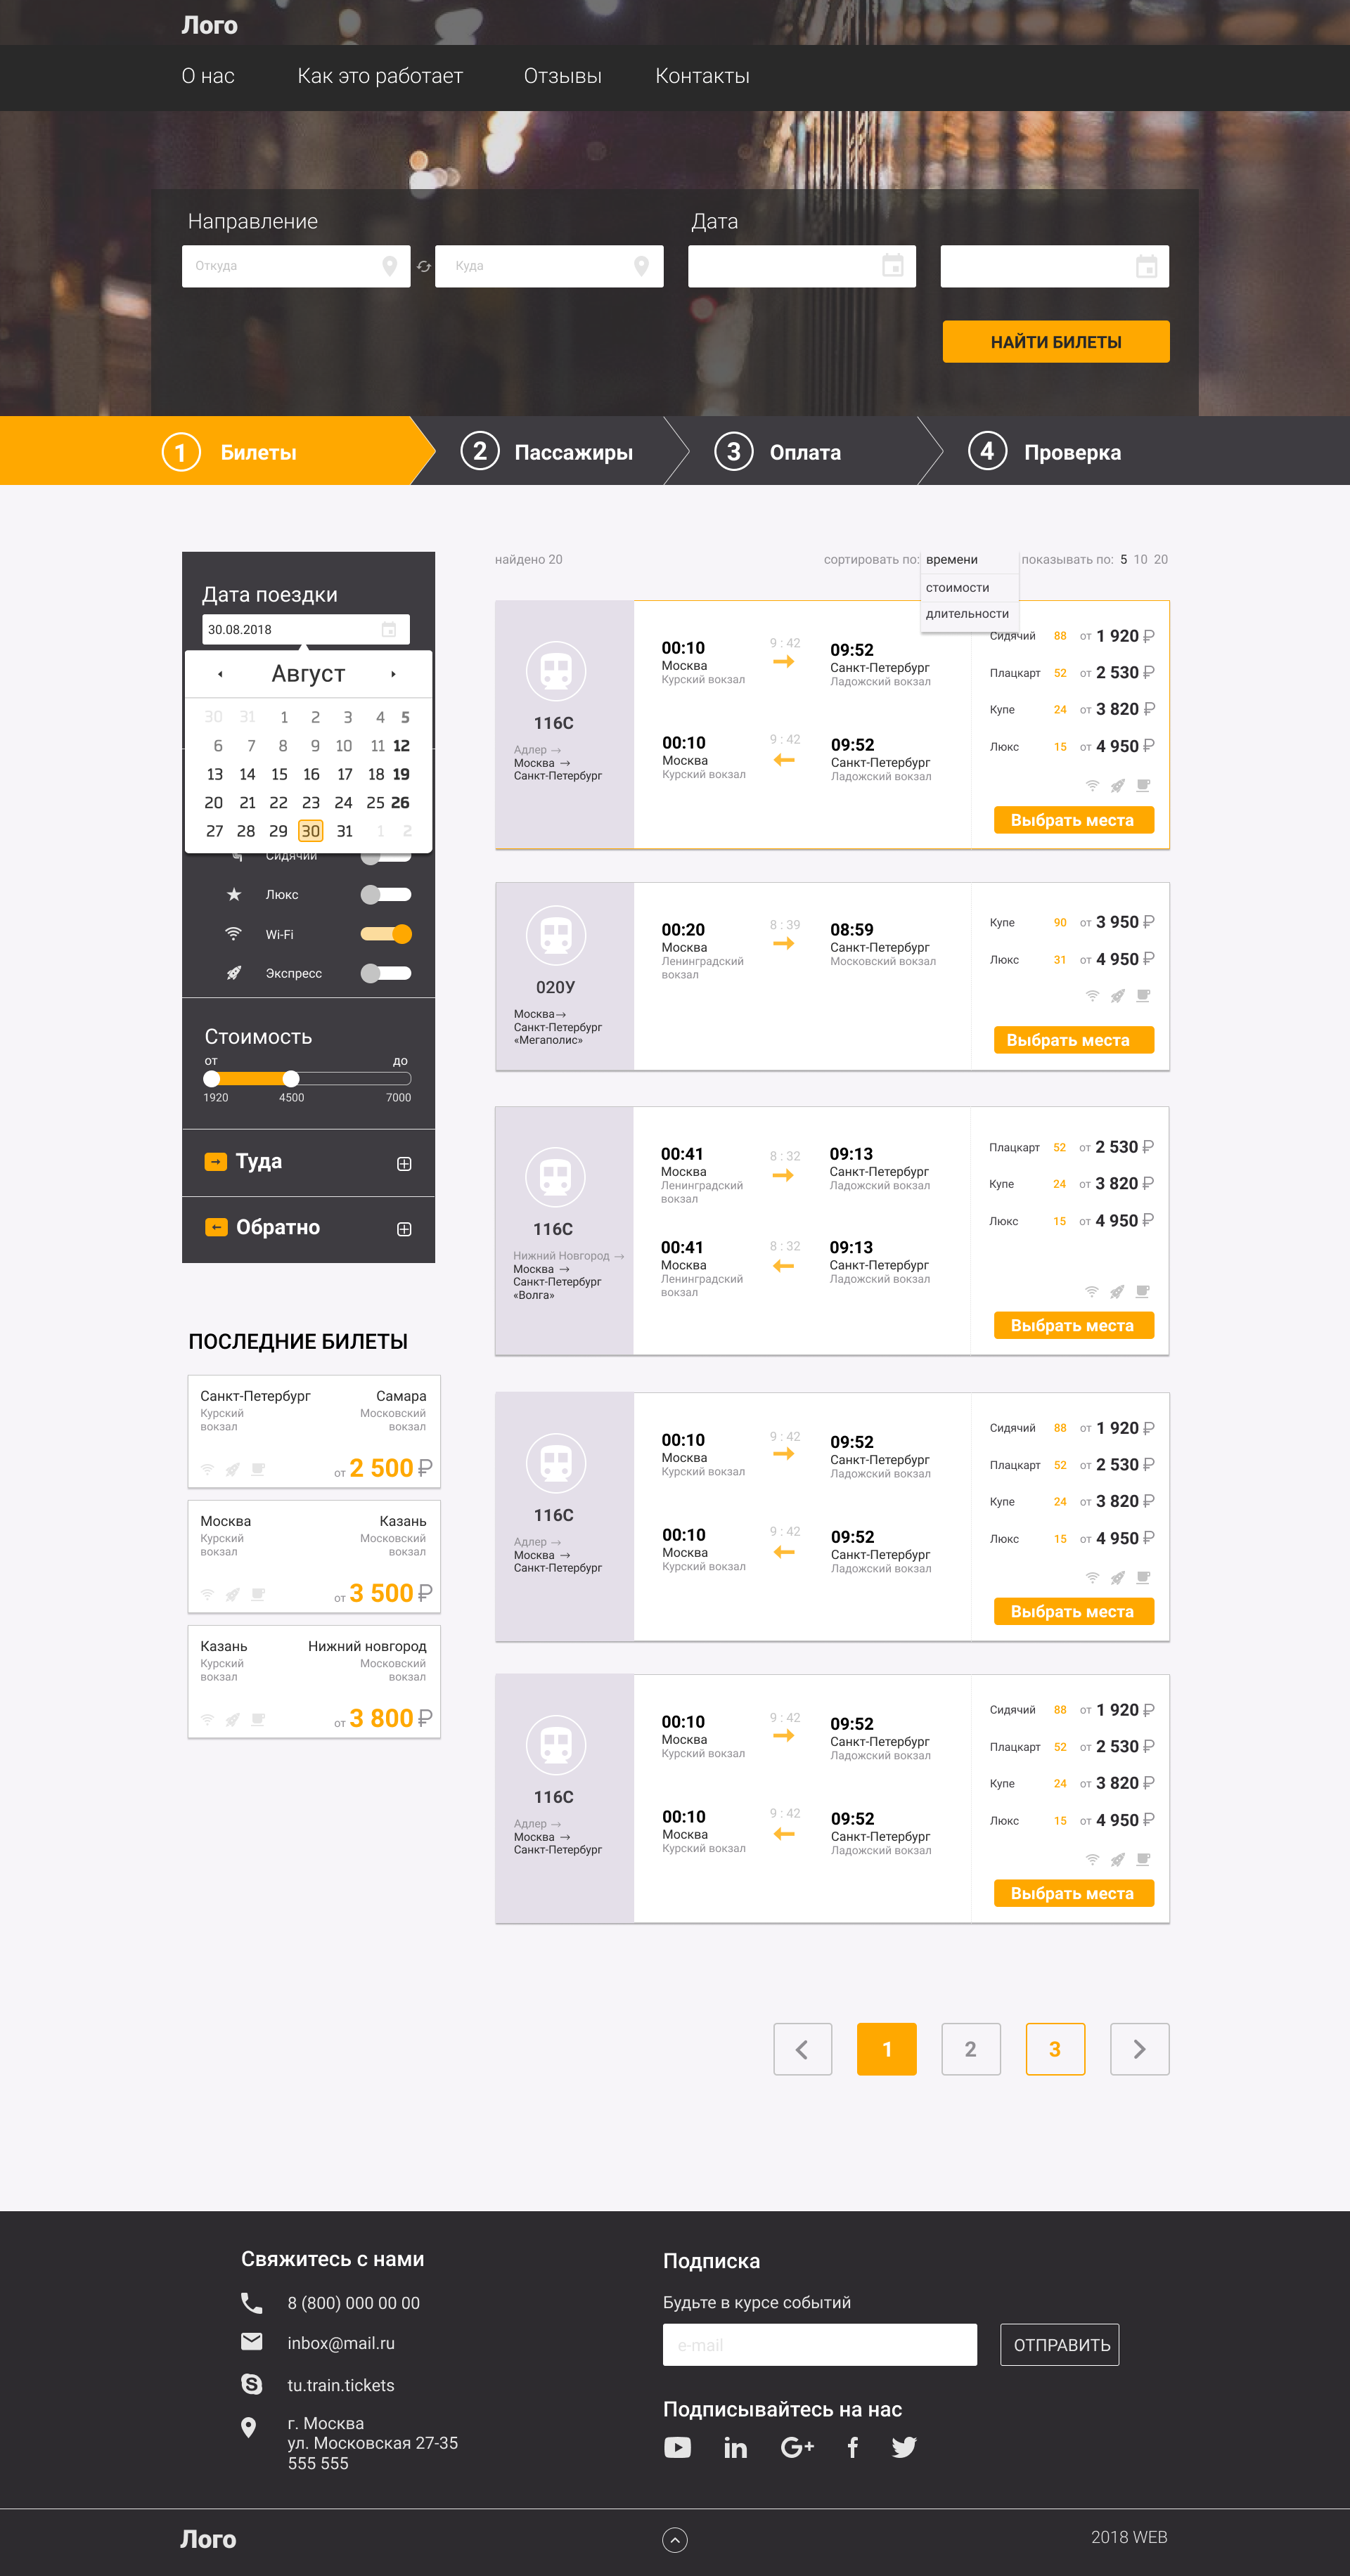 Лого
О нас Как это работает Отзывы Контакты
Направление Дата
Откуда Куда
НАЙТИ БИЛЕТЫ
1 Билеты 2 Пассажиры 3 Оплата 4 Проверка
Дата поездки
30.08.2018
Август
30 31 1 2 3 4 5
6 7 8 9 10 11 12
13 14 15 16 17 18 19
20 21 22 23 24 25 26
27 28 29 30 31 1 2
Сидячий
Люкс
Wi-Fi
Экспресс
Стоимость
от до
1920 4500 7000
→ Туда
← Обратно
ПОСЛЕДНИЕ БИЛЕТЫ
Санкт-Петербург Самара
Курский Московский
вокзал вокзал
от 2 500 ₽
Москва Казань
Курский Московский
вокзал вокзал
от 3 500 ₽
Казань Нижний новгород
Курский Московский
вокзал вокзал
от 3 800 ₽
найдено 20 сортировать по: времени показывать по: 5 10 20
стоимости
длительности
116С
Адлер →
Москва →
Санкт-Петербург
00:10 9 : 42 09:52
Москва → Санкт-Петербург
Курский вокзал Ладожский вокзал
00:10 9 : 42 09:52
Москва ← Санкт-Петербург
Курский вокзал Ладожский вокзал
Сидячий 88 от 1 920 ₽
Плацкарт 52 от 2 530 ₽
Купе 24 от 3 820 ₽
Люкс 15 от 4 950 ₽
Выбрать места
020У
Москва→
Санкт-Петербург
«Мегаполис»
00:20 8 : 39 08:59
Москва → Санкт-Петербург
Ленинградский Московский вокзал
вокзал
Купе 90 от 3 950 ₽
Люкс 31 от 4 950 ₽
Выбрать места
116С
Нижний Новгород →
Москва →
Санкт-Петербург
«Волга»
00:41 8 : 32 09:13
Москва → Санкт-Петербург
Ленинградский Ладожский вокзал
вокзал
00:41 8 : 32 09:13
Москва ← Санкт-Петербург
Ленинградский Ладожский вокзал
вокзал
Плацкарт 52 от 2 530 ₽
Купе 24 от 3 820 ₽
Люкс 15 от 4 950 ₽
Выбрать места
116С
Адлер →
Москва →
Санкт-Петербург
00:10 9 : 42 09:52
Москва → Санкт-Петербург
Курский вокзал Ладожский вокзал
00:10 9 : 42 09:52
Москва ← Санкт-Петербург
Курский вокзал Ладожский вокзал
Сидячий 88 от 1 920 ₽
Плацкарт 52 от 2 530 ₽
Купе 24 от 3 820 ₽
Люкс 15 от 4 950 ₽
Выбрать места
116С
Адлер →
Москва →
Санкт-Петербург
00:10 9 : 42 09:52
Москва → Санкт-Петербург
Курский вокзал Ладожский вокзал
00:10 9 : 42 09:52
Москва ← Санкт-Петербург
Курский вокзал Ладожский вокзал
Сидячий 88 от 1 920 ₽
Плацкарт 52 от 2 530 ₽
Купе 24 от 3 820 ₽
Люкс 15 от 4 950 ₽
Выбрать места
1 2 3
Свяжитесь с нами
8 (800) 000 00 00
inbox@mail.ru
tu.train.tickets
г. Москва
ул. Московская 27-35
555 555
Подписка
Будьте в курсе событий
e-mail ОТПРАВИТЬ
Подписывайтесь на нас
in G+ f
Лого 2018 WEB